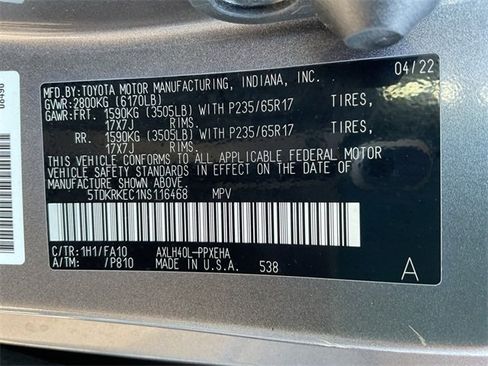 MFD.BY:TOYOTA MOTOR MANUFACTURING, INDIANA, INC. 04/22
GVWR:2800KG (6170LB)
GAWR:FRT. 1590KG (3505LB) WITH P235/65R17 TIRES,
17X7J RIMS.
RR. 1590KG (3505LB) WITH P235/65R17 TIRES,
17X7J RIMS.
THIS VEHICLE CONFORMS TO ALL APPLICABLE FEDERAL MOTOR
VEHICLE SAFETY AND THEFT PREVENTION STANDARDS IN
EFFECT ON THE DATE OF MANUFACTURE SHOWN ABOVE.
5TDKRKEC1NS116468 MPV
C/TR:1H1/FA10 AXLH40L-PPXEHA
A/TM: /P810 MADE IN U.S.A. 538 A